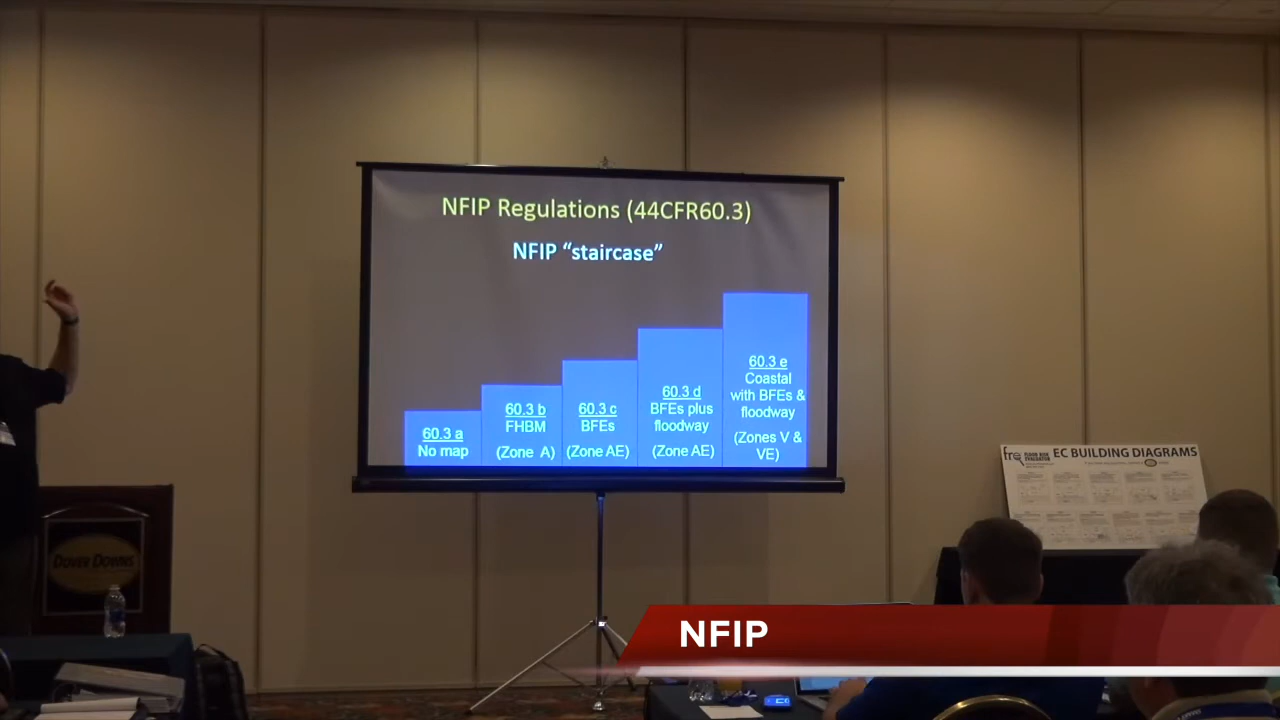 NFIP Regulations (44CFR60.3)
NFIP “staircase”
60.3 a
No map
60.3 b
FHBM
(Zone A)
60.3 c
BFEs
(Zone AE)
60.3 d
BFEs plus
floodway
(Zone AE)
60.3 e
Coastal
with BFEs &
floodway
(Zones V &
VE)
EC BUILDING DIAGRAMS
DOVER DOWNS
NFIP